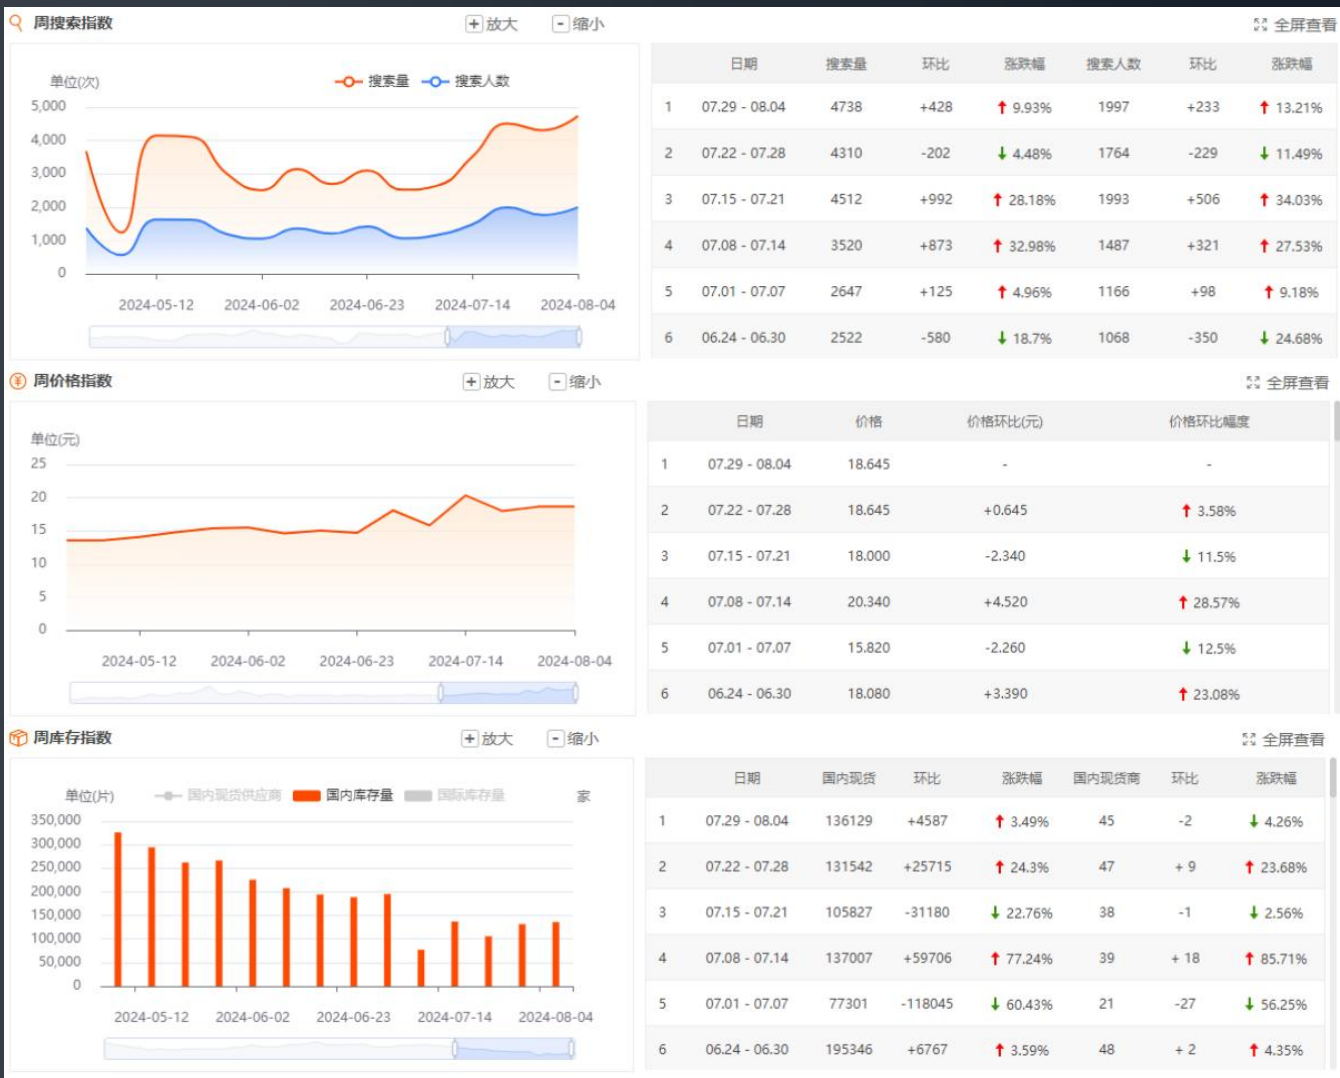 周搜索指数 + 放大 - 缩小 全屏查看
单位(次) 搜索量 搜索人数
5,000
4,000
3,000
2,000
1,000
0
2024-05-12 2024-06-02 2024-06-23 2024-07-14 2024-08-04
日期 搜索量 环比 涨跌幅 搜索人数 环比 涨跌幅
1 07.29 - 08.04 4738 +428 ↑ 9.93% 1997 +233 ↑ 13.21%
2 07.22 - 07.28 4310 -202 ↓ 4.48% 1764 -229 ↓ 11.49%
3 07.15 - 07.21 4512 +992 ↑ 28.18% 1993 +506 ↑ 34.03%
4 07.08 - 07.14 3520 +873 ↑ 32.98% 1487 +321 ↑ 27.53%
5 07.01 - 07.07 2647 +125 ↑ 4.96% 1166 +98 ↑ 9.18%
6 06.24 - 06.30 2522 -580 ↓ 18.7% 1068 -350 ↓ 24.68%
周价格指数 + 放大 - 缩小 全屏查看
单位(元)
25
20
15
10
5
0
2024-05-12 2024-06-02 2024-06-23 2024-07-14 2024-08-04
日期 价格 价格环比(元) 价格环比幅度
1 07.29 - 08.04 18.645 - -
2 07.22 - 07.28 18.645 +0.645 ↑ 3.58%
3 07.15 - 07.21 18.000 -2.340 ↓ 11.5%
4 07.08 - 07.14 20.340 +4.520 ↑ 28.57%
5 07.01 - 07.07 15.820 -2.260 ↓ 12.5%
6 06.24 - 06.30 18.080 +3.390 ↑ 23.08%
周库存指数 + 放大 - 缩小 全屏查看
单位(片) 国内现货供应商 国内库存量 国际库存量 家
350,000
300,000
250,000
200,000
150,000
100,000
50,000
0
2024-05-12 2024-06-02 2024-06-23 2024-07-14 2024-08-04
日期 国内现货 环比 涨跌幅 国内现货商 环比 涨跌幅
1 07.29 - 08.04 136129 +4587 ↑ 3.49% 45 -2 ↓ 4.26%
2 07.22 - 07.28 131542 +25715 ↑ 24.3% 47 + 9 ↑ 23.68%
3 07.15 - 07.21 105827 -31180 ↓ 22.76% 38 -1 ↓ 2.56%
4 07.08 - 07.14 137007 +59706 ↑ 77.24% 39 + 18 ↑ 85.71%
5 07.01 - 07.07 77301 -118045 ↓ 60.43% 21 -27 ↓ 56.25%
6 06.24 - 06.30 195346 +6767 ↑ 3.59% 48 + 2 ↑ 4.35%